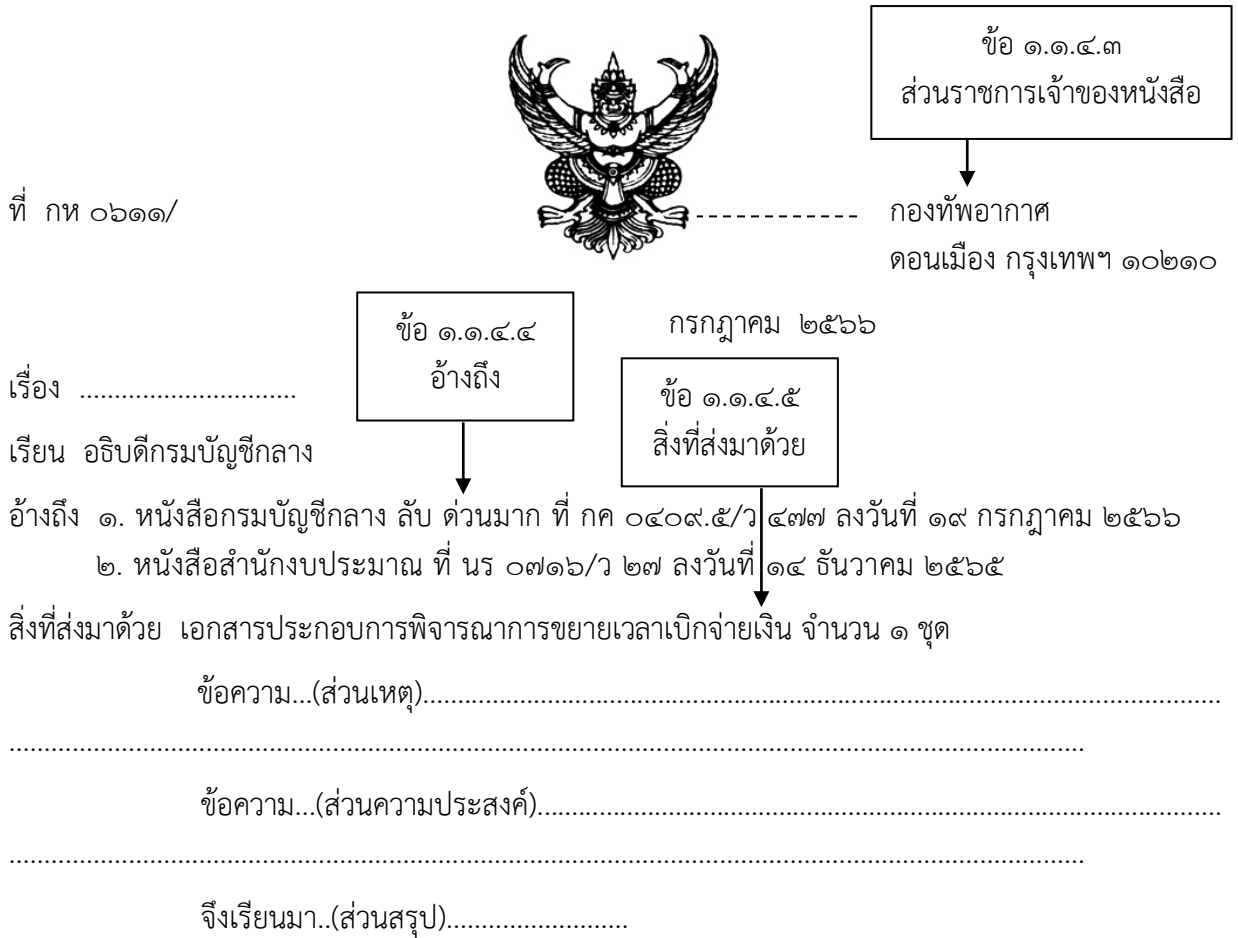 ข้อ ๑.๑.๔.๓
ส่วนราชการเจ้าของหนังสือ
ที่ กห ๐๖๑๑/
กองทัพอากาศ
ดอนเมือง กรุงเทพฯ ๑๐๒๑๐
ข้อ ๑.๑.๔.๔
อ้างถึง
กรกฎาคม ๒๕๖๖
ข้อ ๑.๑.๔.๕
สิ่งที่ส่งมาด้วย
เรื่อง ...............................
เรียน อธิบดีกรมบัญชีกลาง
อ้างถึง ๑. หนังสือกรมบัญชีกลาง ลับ ด่วนมาก ที่ กค ๐๔๐๙.๕/ว ๔๗๗ ลงวันที่ ๑๙ กรกฎาคม ๒๕๖๖
๒. หนังสือสำนักงบประมาณ ที่ นร ๐๗๑๖/ว ๒๗ ลงวันที่ ๑๔ ธันวาคม ๒๕๖๕
สิ่งที่ส่งมาด้วย เอกสารประกอบการพิจารณาการขยายเวลาเบิกจ่ายเงิน จำนวน ๑ ชุด
ข้อความ...(ส่วนเหตุ)....................................................................................................................
............................................................................................................................................................
ข้อความ...(ส่วนความประสงค์)...................................................................................................
............................................................................................................................................................
จึงเรียนมา..(ส่วนสรุป)..........................